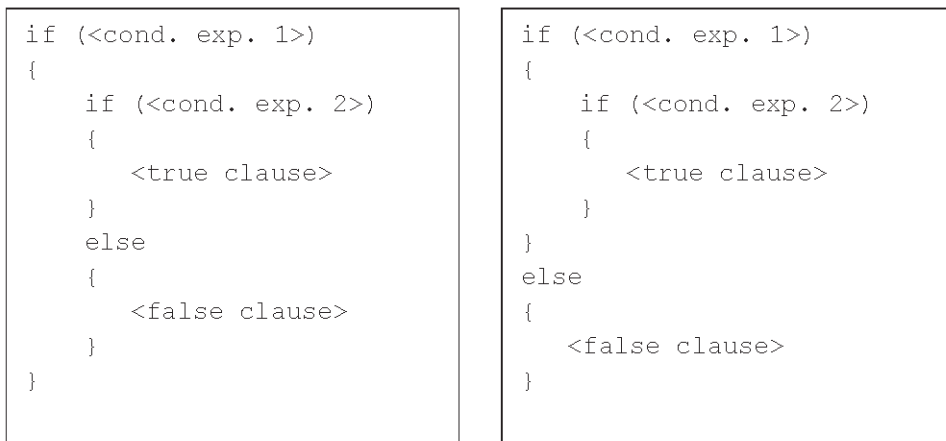 if (<cond. exp. 1>)
{
    if (<cond. exp. 2>)
    {
       <true clause>
    }
    else
    {
       <false clause>
    }
}
if (<cond. exp. 1>)
{
    if (<cond. exp. 2>)
    {
       <true clause>
    }
}
else
{
   <false clause>
}